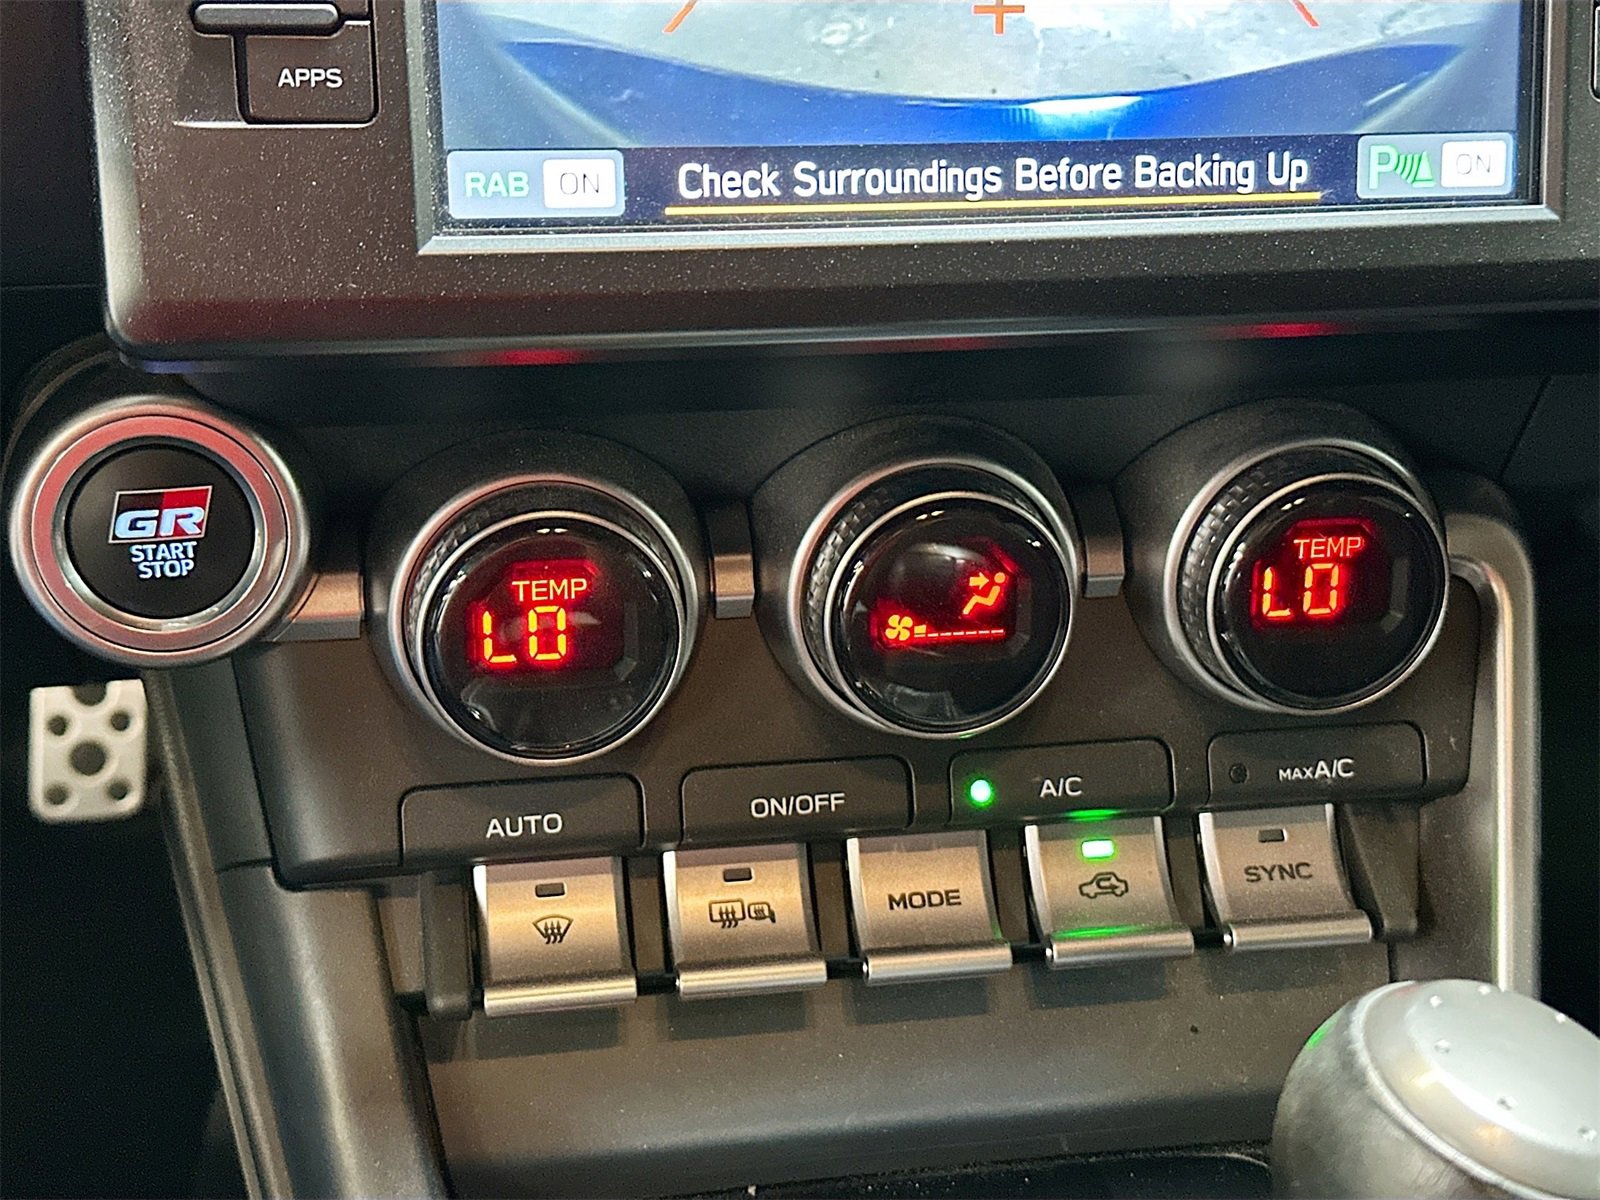 APPS
RAB ON
Check Surroundings Before Backing Up
P ON
GR
START
STOP
TEMP
LO
TEMP
LO
AUTO
ON/OFF
A/C
MAX A/C
MODE
SYNC